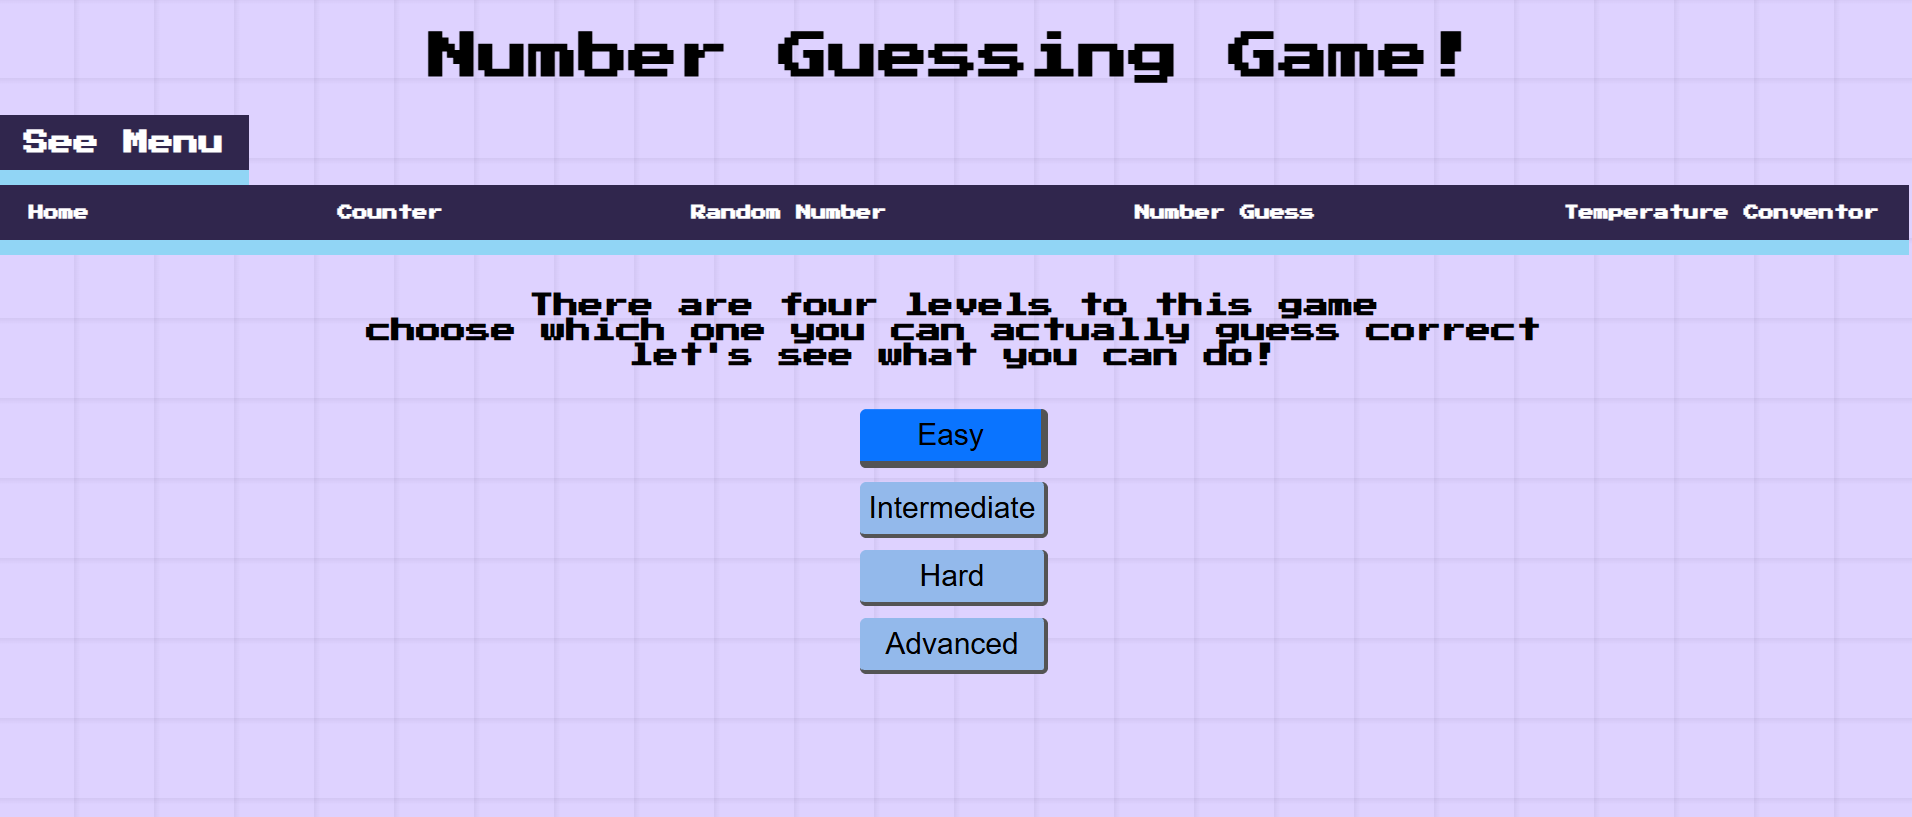 Number Guessing Game!
See Menu
Home Counter Random Number Number Guess Temperature Conventor
There are four levels to this game
choose which one you can actually guess correct
let's see what you can do!
Easy
Intermediate
Hard
Advanced